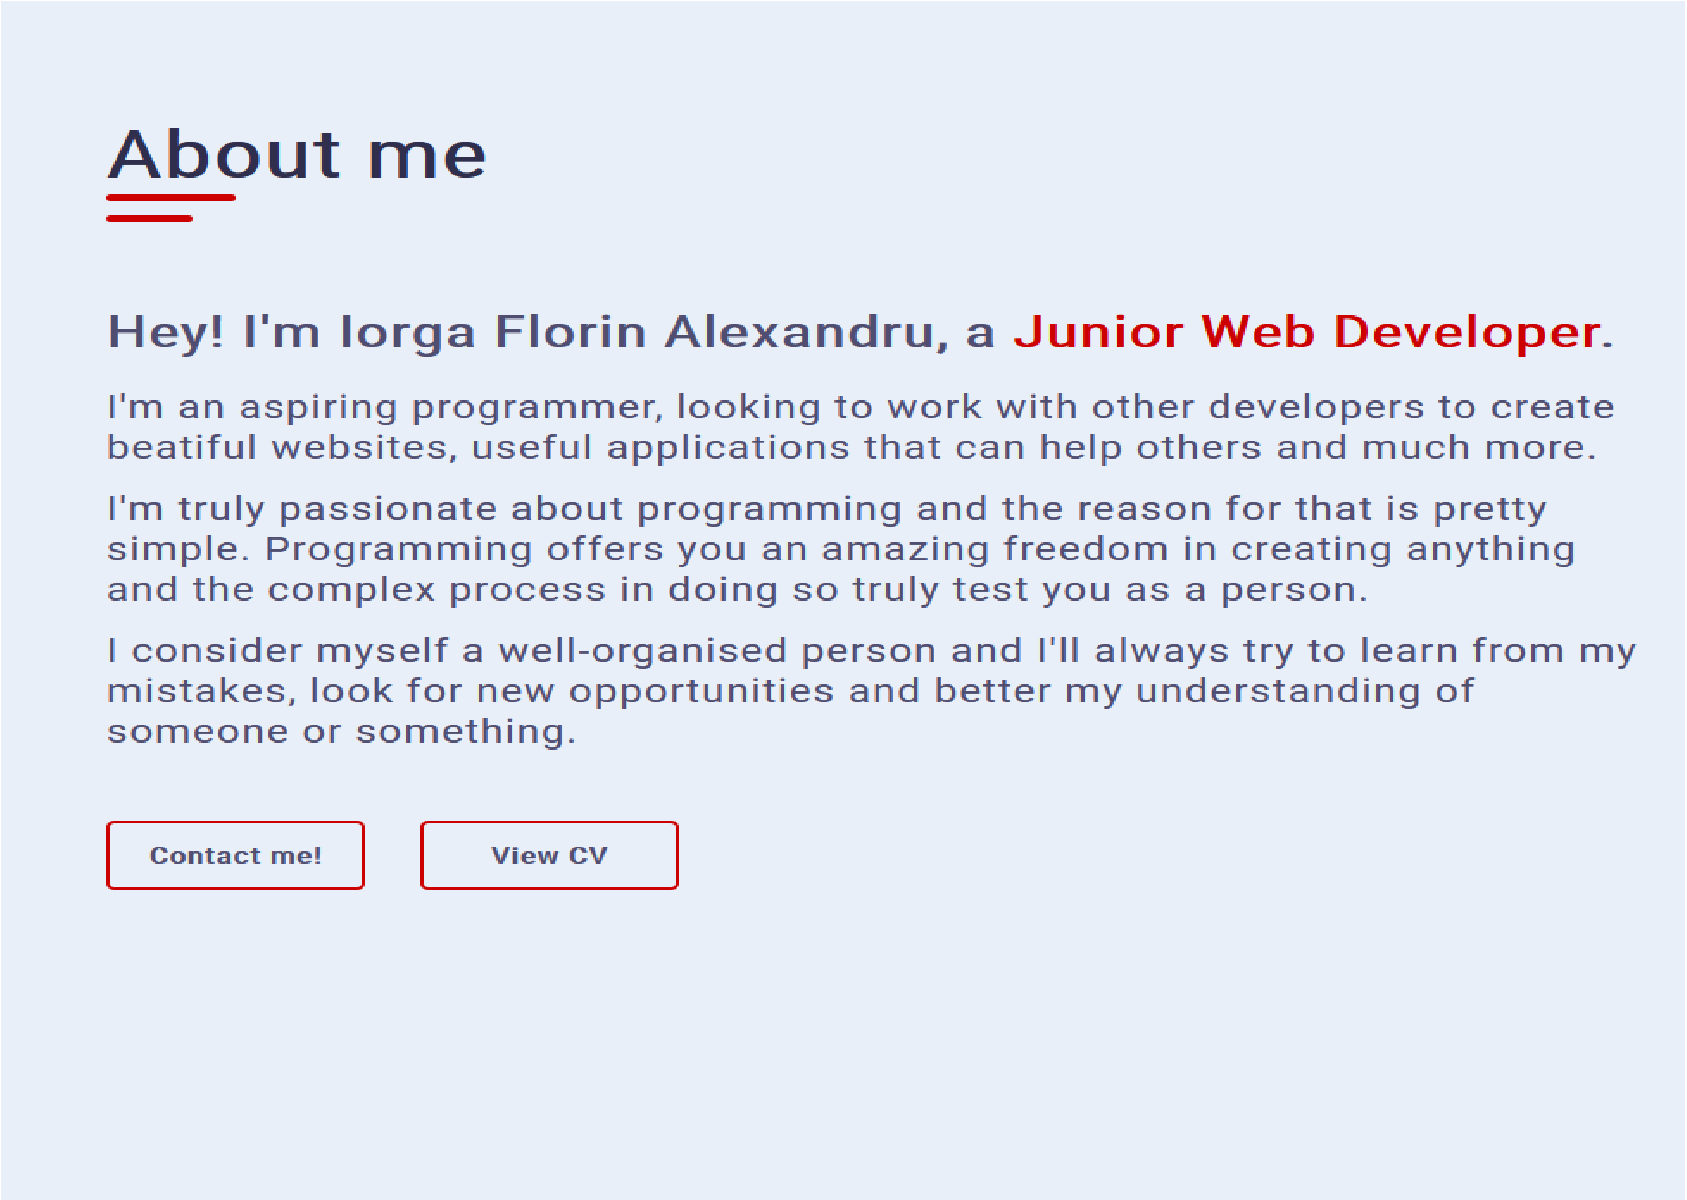 About me
Hey! I'm Iorga Florin Alexandru, a Junior Web Developer.
I'm an aspiring programmer, looking to work with other developers to create
beatiful websites, useful applications that can help others and much more.
I'm truly passionate about programming and the reason for that is pretty
simple. Programming offers you an amazing freedom in creating anything
and the complex process in doing so truly test you as a person.
I consider myself a well-organised person and I'll always try to learn from my
mistakes, look for new opportunities and better my understanding of
someone or something.
Contact me!
View CV